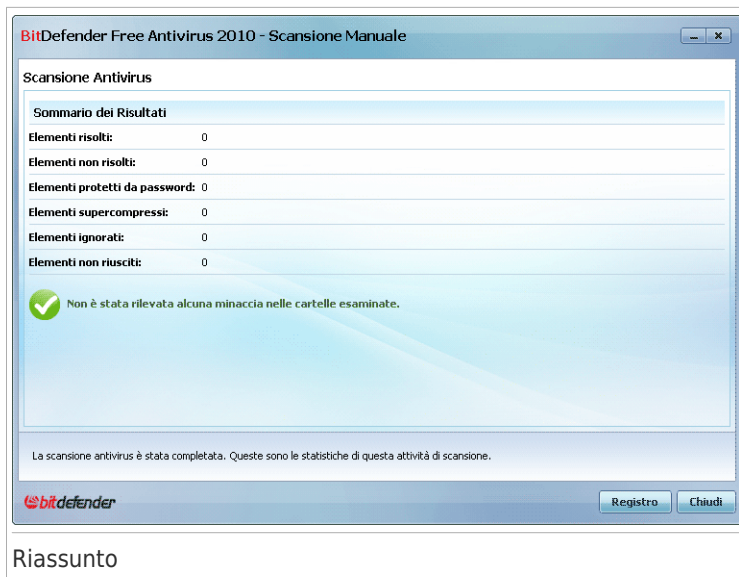 BitDefender Free Antivirus 2010 - Scansione Manuale
Scansione Antivirus
Sommario dei Risultati
Elementi risolti: 0
Elementi non risolti: 0
Elementi protetti da password: 0
Elementi supercompressi: 0
Elementi ignorati: 0
Elementi non riusciti: 0
Non è stata rilevata alcuna minaccia nelle cartelle esaminate.
La scansione antivirus è stata completata. Queste sono le statistiche di questa attività di scansione.
bitdefender
Registro Chiudi
Riassunto